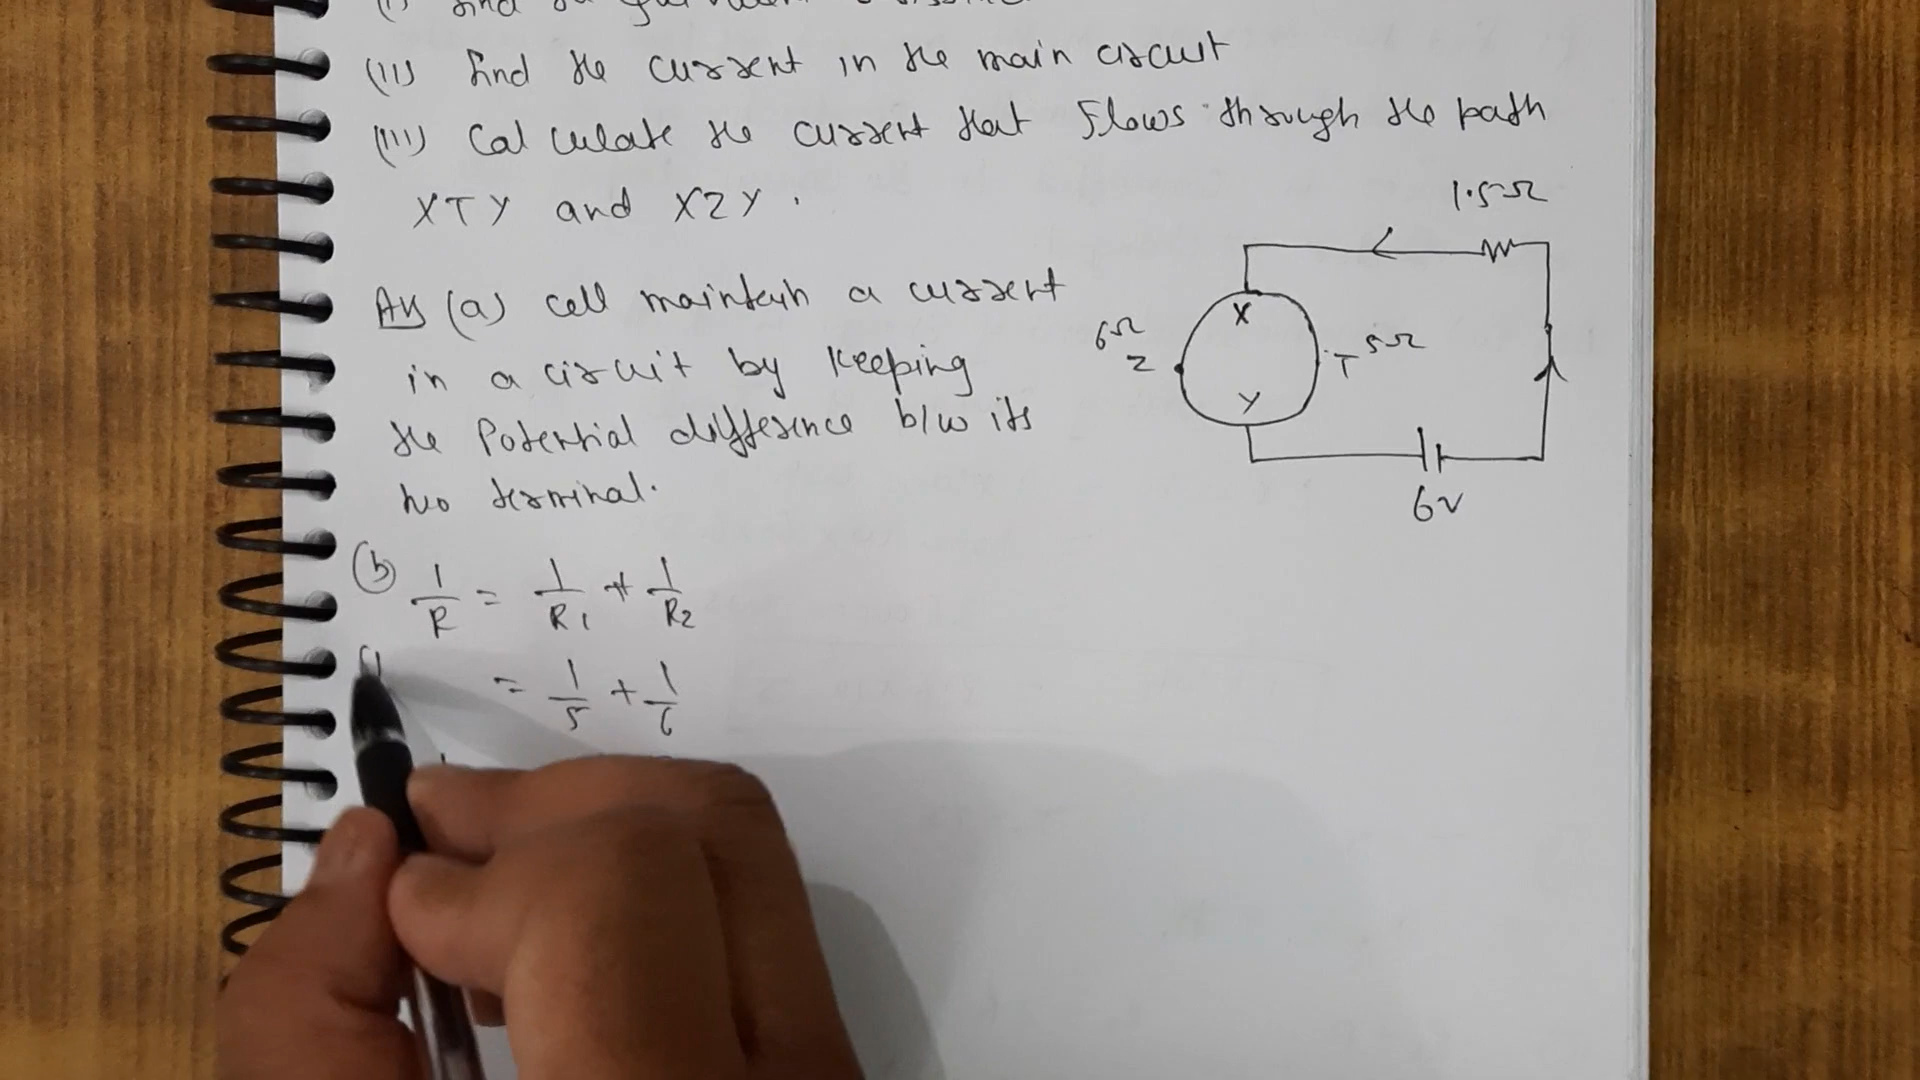 (i) find
(ii) find the current in the main circuit
(iii) Calculate the current that flows through the path
XTY and XZY.
1.5Ω
Ans (a) cell maintain a current
X
6Ω
Z
T 5Ω
in a circuit by keeping
Y
the Potential difference b/w its
two terminal.
6V
(b) 1/R = 1/R1 + 1/R2
= 1/5 + 1/6